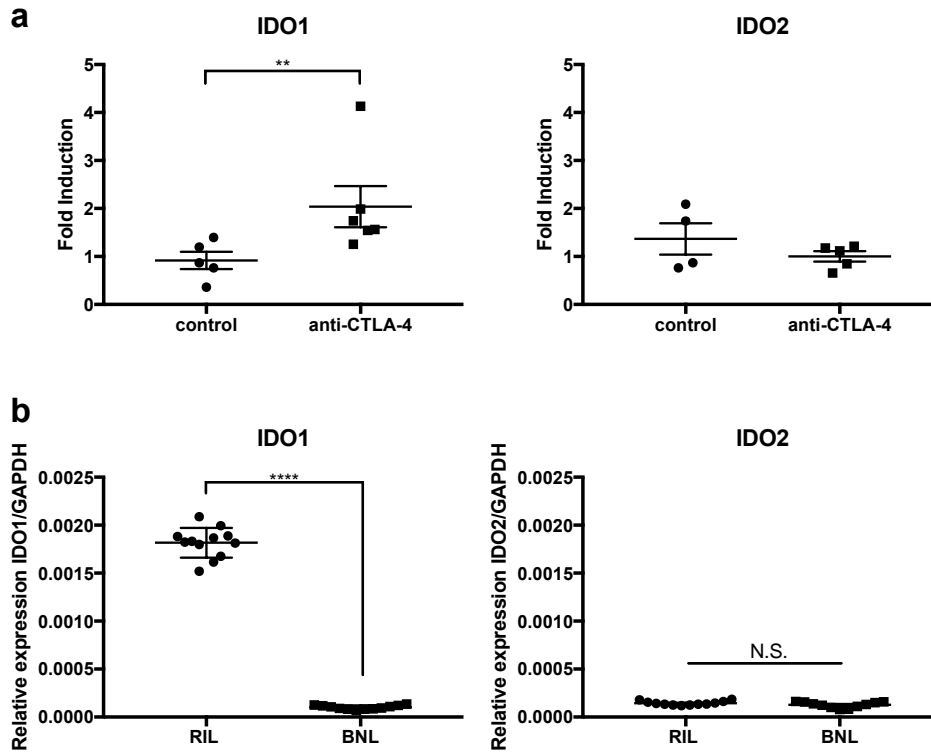 a
IDO1
IDO2
Fold Induction
5
4
3
2
1
0
**
control
anti-CTLA-4
Fold Induction
5
4
3
2
1
0
control
anti-CTLA-4
b
IDO1
IDO2
Relative expression IDO1/GAPDH
0.0025
0.0020
0.0015
0.0010
0.0005
0.0000
****
RIL
BNL
Relative expression IDO2/GAPDH
0.0025
0.0020
0.0015
0.0010
0.0005
0.0000
N.S.
RIL
BNL